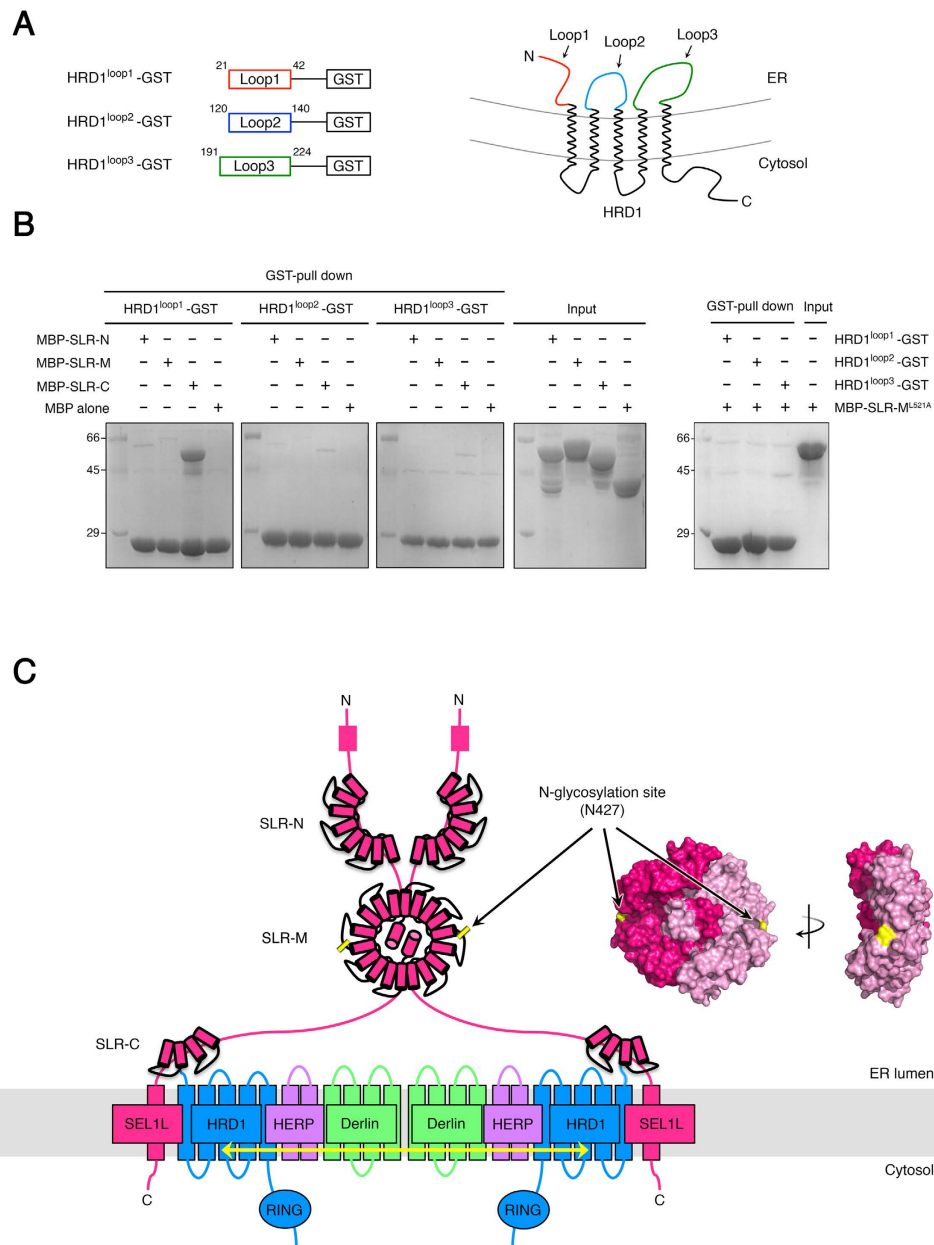 A
HRD1loop1 -GST
21
42
Loop1
GST
HRD1loop2 -GST
120
140
Loop2
GST
HRD1loop3 -GST
191
224
Loop3
GST
Loop1
Loop2
Loop3
N
ER
Cytosol
C
HRD1
B
GST-pull down
HRD1loop1 -GST
HRD1loop2 -GST
HRD1loop3 -GST
Input
GST-pull down
Input
MBP-SLR-N + – – – + – – – + – – – + – – –
MBP-SLR-M – + – – – + – – – + – – – + – –
MBP-SLR-C – – + – – – + – – – + – – – + –
MBP alone – – – + – – – + – – – + – – – +
+ – – – HRD1loop1-GST
– + – – HRD1loop2-GST
– – + – HRD1loop3-GST
+ + + + MBP-SLR-ML521A
66
45
29
66
45
29
C
N
N
SLR-N
N-glycosylation site
(N427)
SLR-M
SLR-C
ER lumen
SEL1L
HRD1
HERP
Derlin
Derlin
HERP
HRD1
SEL1L
Cytosol
C
C
RING
RING